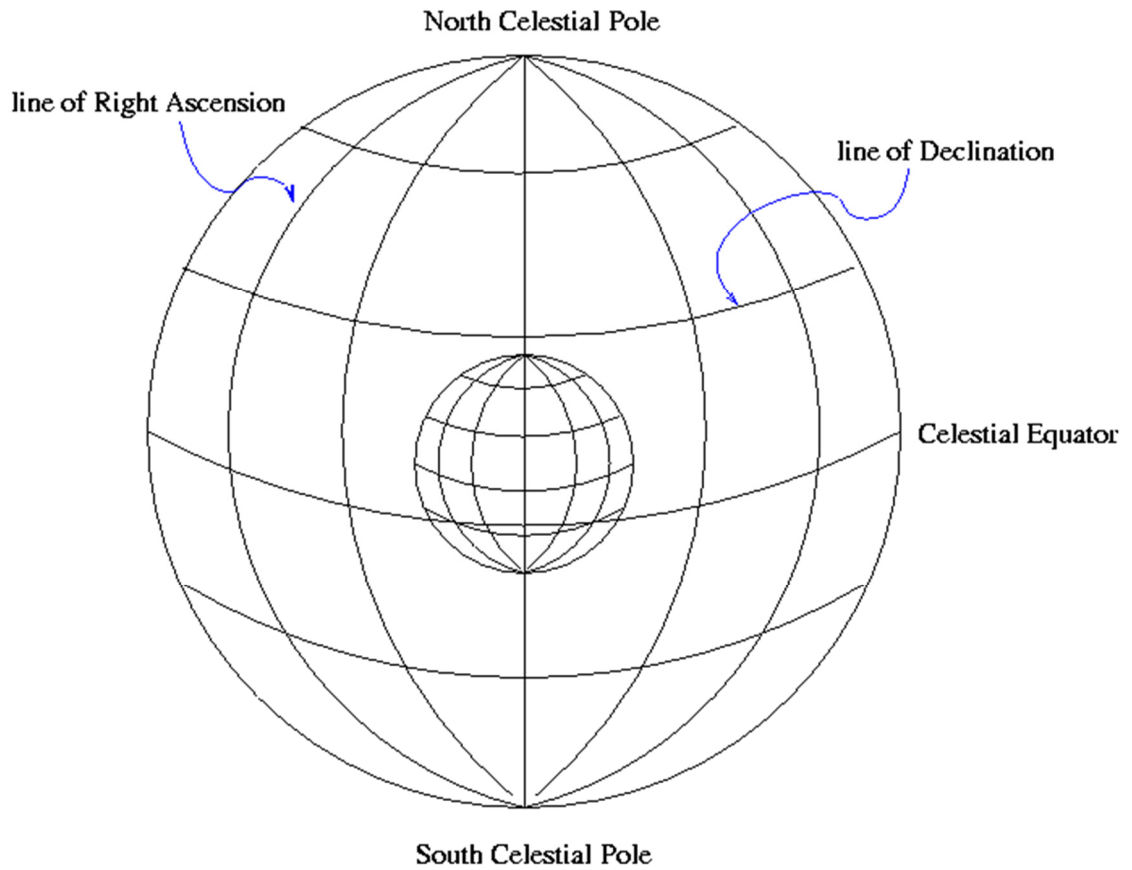 North Celestial Pole
line of Right Ascension
line of Declination
Celestial Equator
South Celestial Pole